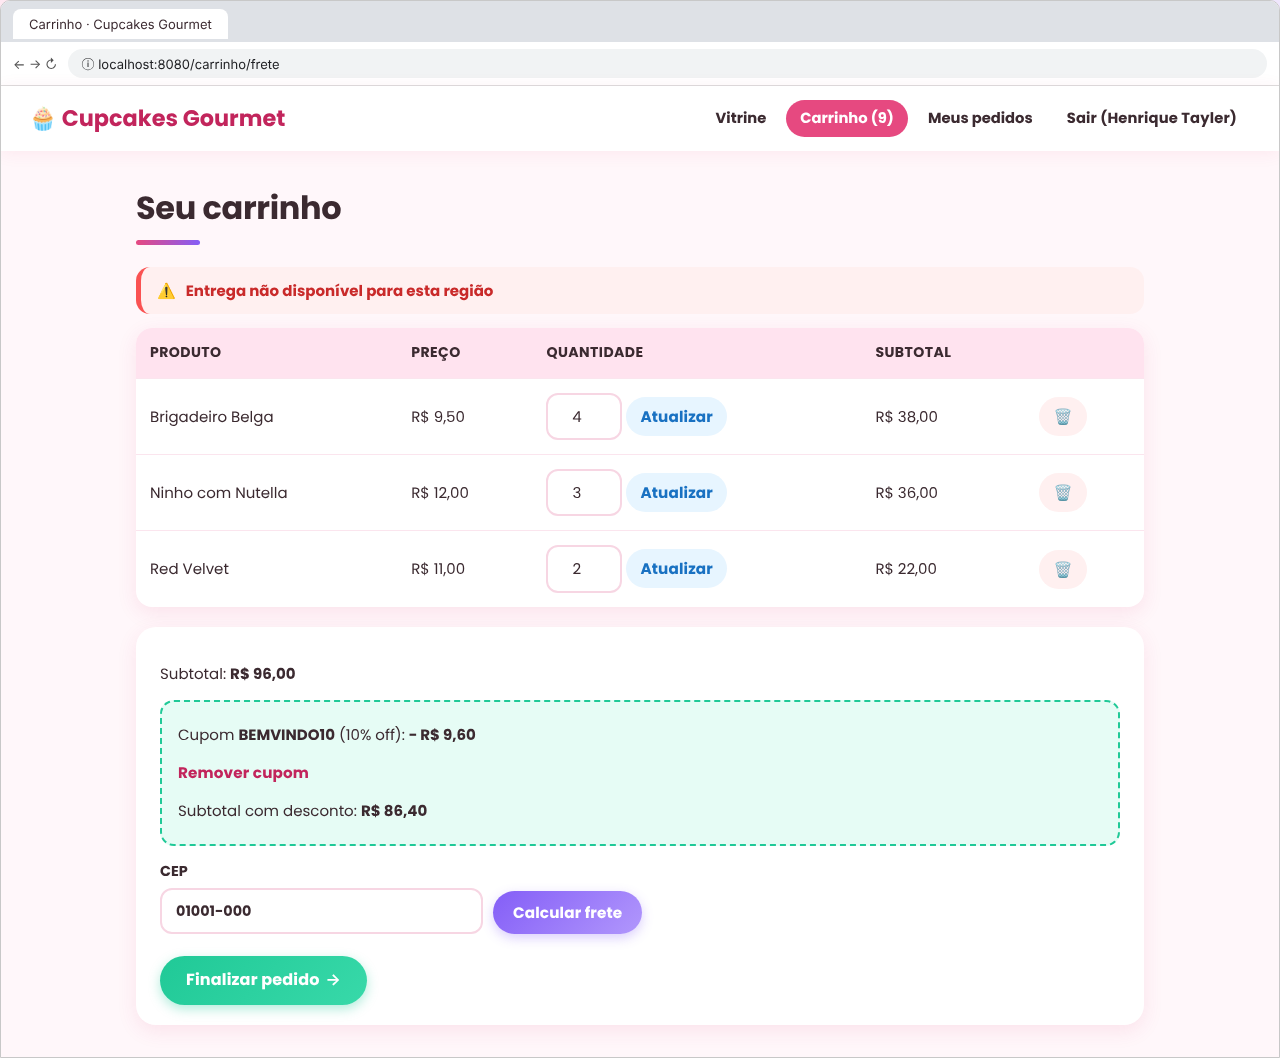 Carrinho · Cupcakes Gourmet
localhost:8080/carrinho/frete
Cupcakes Gourmet
Vitrine
Carrinho (9)
Meus pedidos
Sair (Henrique Tayler)
Seu carrinho
Entrega não disponível para esta região
PRODUTO PREÇO QUANTIDADE SUBTOTAL
Brigadeiro Belga R$ 9,50 4 Atualizar R$ 38,00
Ninho com Nutella R$ 12,00 3 Atualizar R$ 36,00
Red Velvet R$ 11,00 2 Atualizar R$ 22,00
Subtotal: R$ 96,00
Cupom BEMVINDO10 (10% off): - R$ 9,60
Remover cupom
Subtotal com desconto: R$ 86,40
CEP
01001-000
Calcular frete
Finalizar pedido →